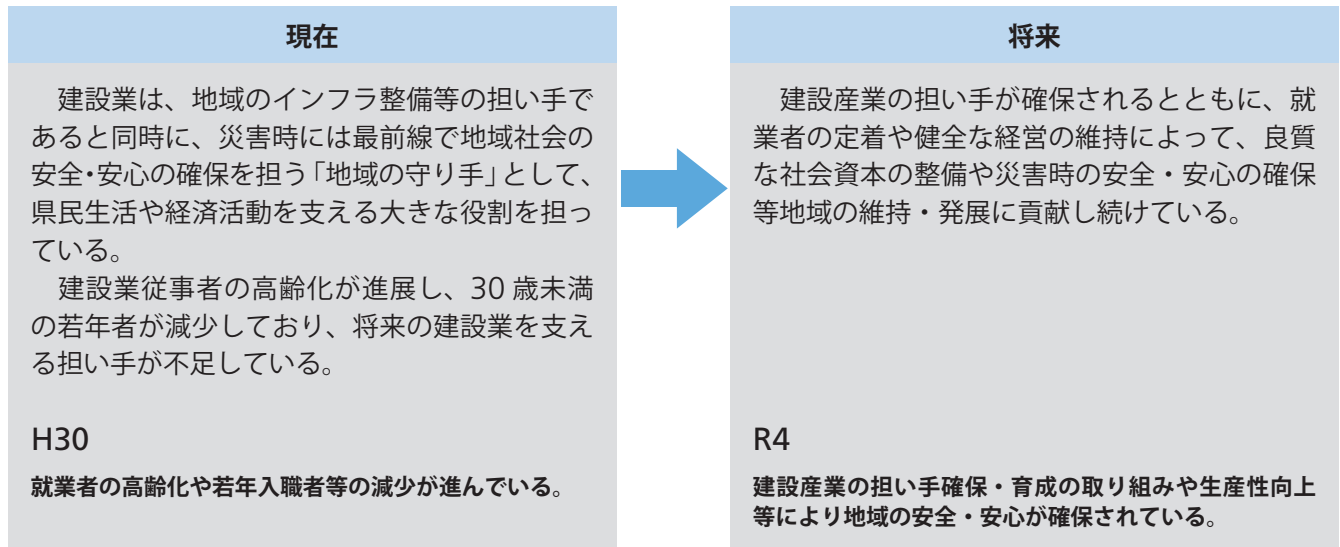 現在
　建設業は、地域のインフラ整備等の担い手で
あると同時に、災害時には最前線で地域社会の
安全・安心の確保を担う「地域の守り手」として、
県民生活や経済活動を支える大きな役割を担っ
ている。
　建設業従事者の高齢化が進展し、30 歳未満
の若年者が減少しており、将来の建設業を支え
る担い手が不足している。
H30
就業者の高齢化や若年入職者等の減少が進んでいる。
将来
　建設産業の担い手が確保されるとともに、就
業者の定着や健全な経営の維持によって、良質
な社会資本の整備や災害時の安全・安心の確保
等地域の維持・発展に貢献し続けている。
R4
建設産業の担い手確保・育成の取り組みや生産性向上
等により地域の安全・安心が確保されている。